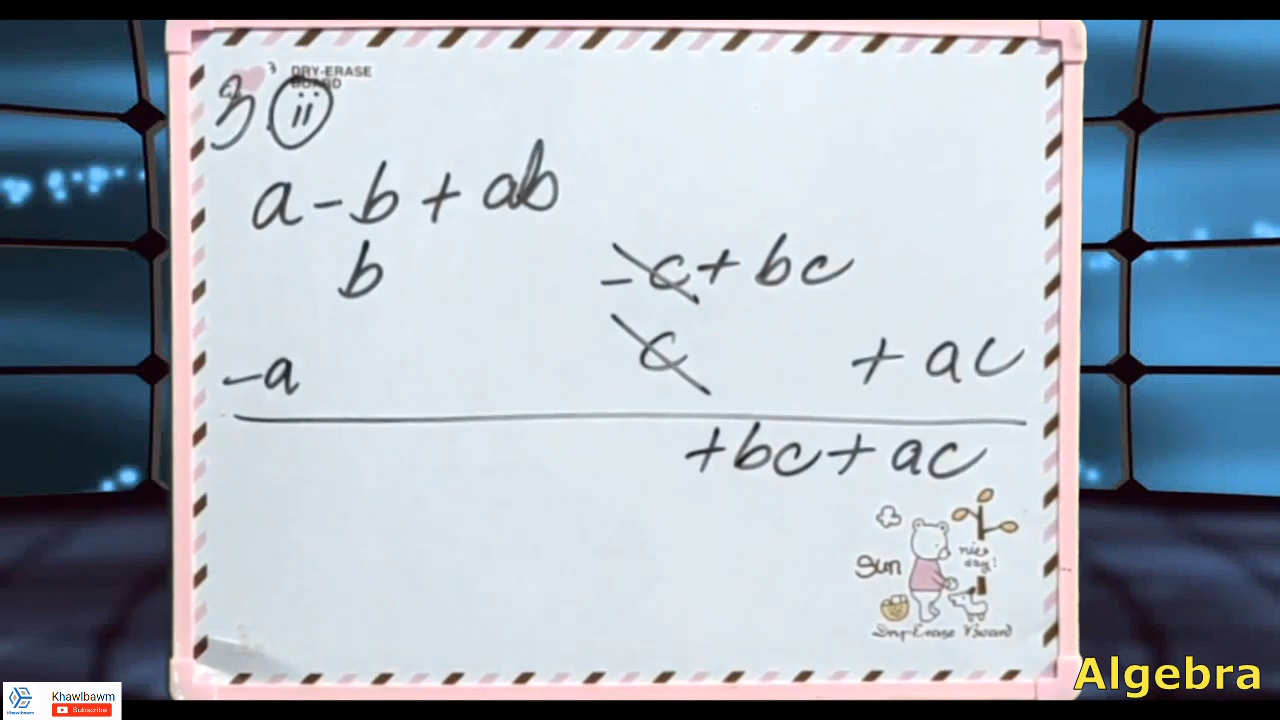 DRY-ERASE
BOARD
3. ii
a - b + ab
b - c + bc
-a c + ac
+bc + ac
Sun
nice
day!
Dry-Erase Board
Algebra
Khawlbawm
Subscribe
Khawlbawm